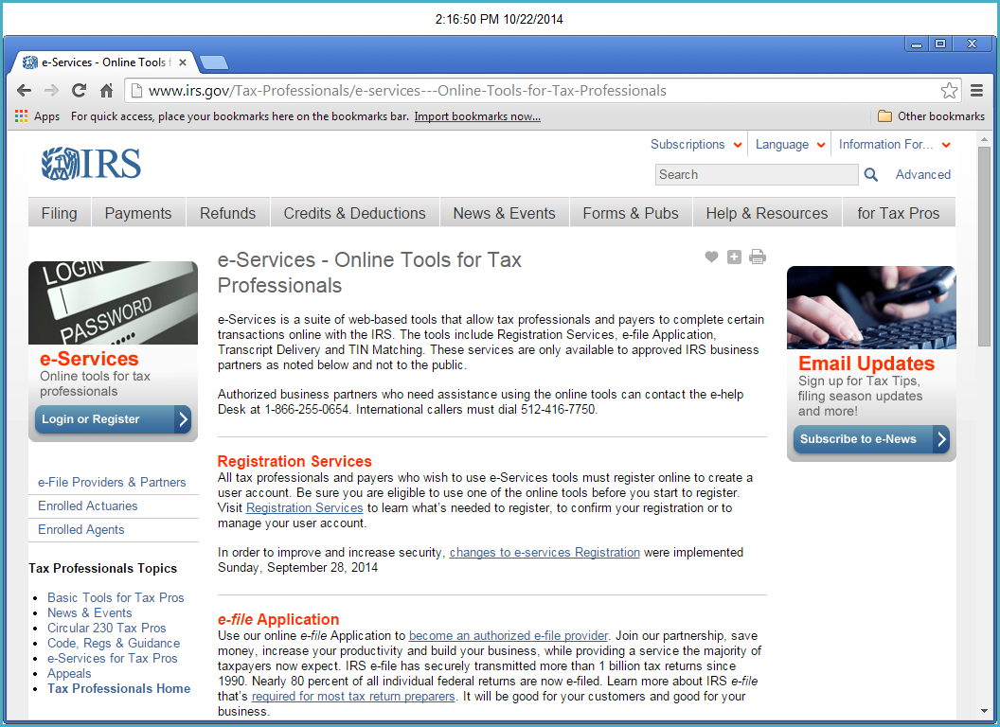 2:16:50 PM 10/22/2014
e-Services - Online Tools f
www.irs.gov/Tax-Professionals/e-services---Online-Tools-for-Tax-Professionals
Apps For quick access, place your bookmarks here on the bookmarks bar. Import bookmarks now... Other bookmarks
IRS
Subscriptions Language Information For...
Search Advanced
Filing Payments Refunds Credits & Deductions News & Events Forms & Pubs Help & Resources for Tax Pros
LOGIN
PASSWORD
e-Services
Online tools for tax
professionals
Login or Register
e-File Providers & Partners
Enrolled Actuaries
Enrolled Agents
Tax Professionals Topics
Basic Tools for Tax Pros
News & Events
Circular 230 Tax Pros
Code, Regs & Guidance
e-Services for Tax Pros
Appeals
Tax Professionals Home
e-Services - Online Tools for Tax
Professionals
e-Services is a suite of web-based tools that allow tax professionals and payers to complete certain
transactions online with the IRS. The tools include Registration Services, e-file Application,
Transcript Delivery and TIN Matching. These services are only available to approved IRS business
partners as noted below and not to the public.
Authorized business partners who need assistance using the online tools can contact the e-help
Desk at 1-866-255-0654. International callers must dial 512-416-7750.
Registration Services
All tax professionals and payers who wish to use e-Services tools must register online to create a
user account. Be sure you are eligible to use one of the online tools before you start to register.
Visit Registration Services to learn what's needed to register, to confirm your registration or to
manage your user account.
In order to improve and increase security, changes to e-services Registration were implemented
Sunday, September 28, 2014
e-file Application
Use our online e-file Application to become an authorized e-file provider. Join our partnership, save
money, increase your productivity and build your business, while providing a service the majority of
taxpayers now expect. IRS e-file has securely transmitted more than 1 billion tax returns since
1990. Nearly 80 percent of all individual federal returns are now e-filed. Learn more about IRS e-file
that's required for most tax return preparers. It will be good for your customers and good for your
business.
Email Updates
Sign up for Tax Tips,
filing season updates
and more!
Subscribe to e-News